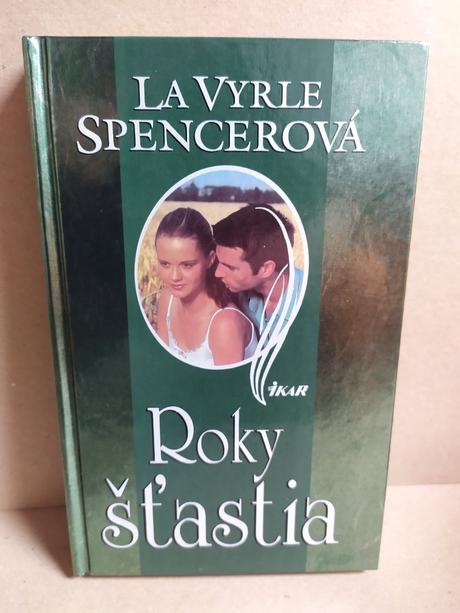 LA VYRLE
SPENCEROVÁ
IKAR
Roky
šťastia